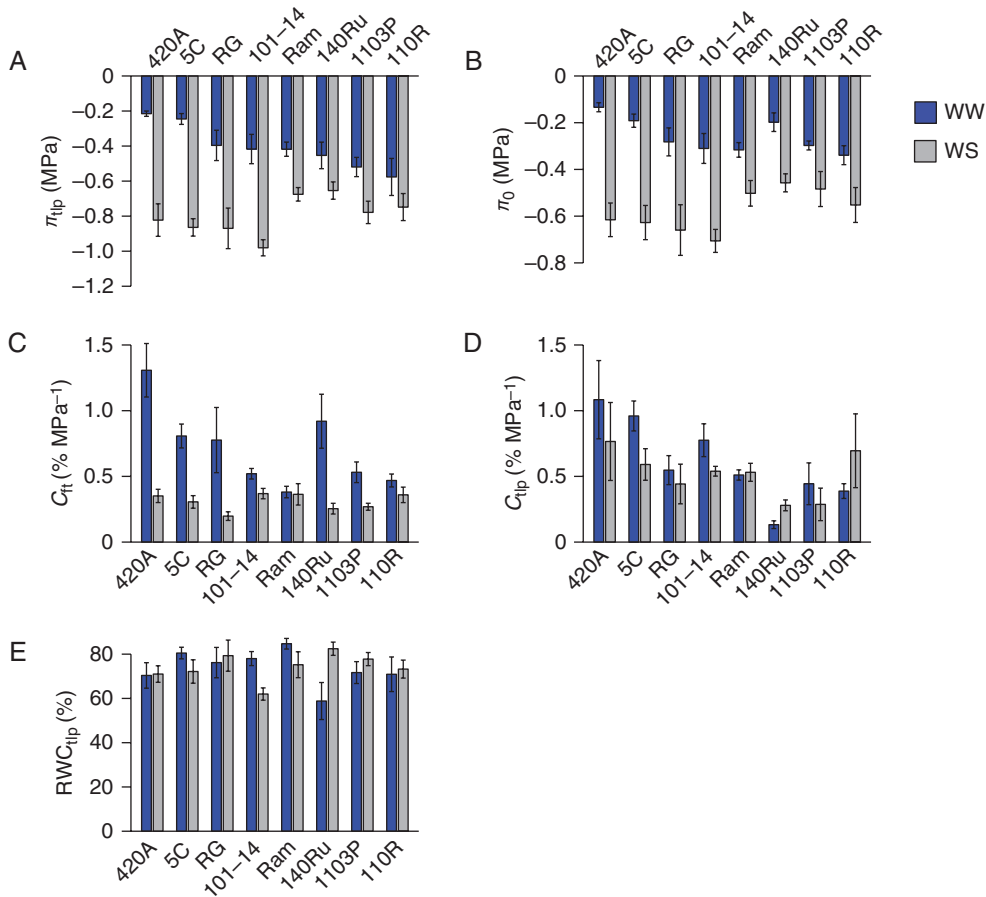 A
420A 5C RG 101–14 Ram 140Ru 1103P 110R
0
–0.2
–0.4
–0.6
–0.8
–1.0
–1.2
πtlp (MPa)
B
420A 5C RG 101–14 Ram 140Ru 1103P 110R
0
–0.2
–0.4
–0.6
–0.8
π0 (MPa)
WW
WS
C
1.5
1.0
0.5
0
Cft (% MPa–1)
420A 5C RG 101–14 Ram 140Ru 1103P 110R
D
1.5
1.0
0.5
0
Ctlp (% MPa–1)
420A 5C RG 101–14 Ram 140Ru 1103P 110R
E
80
60
40
20
0
RWCtlp (%)
420A 5C RG 101–14 Ram 140Ru 1103P 110R